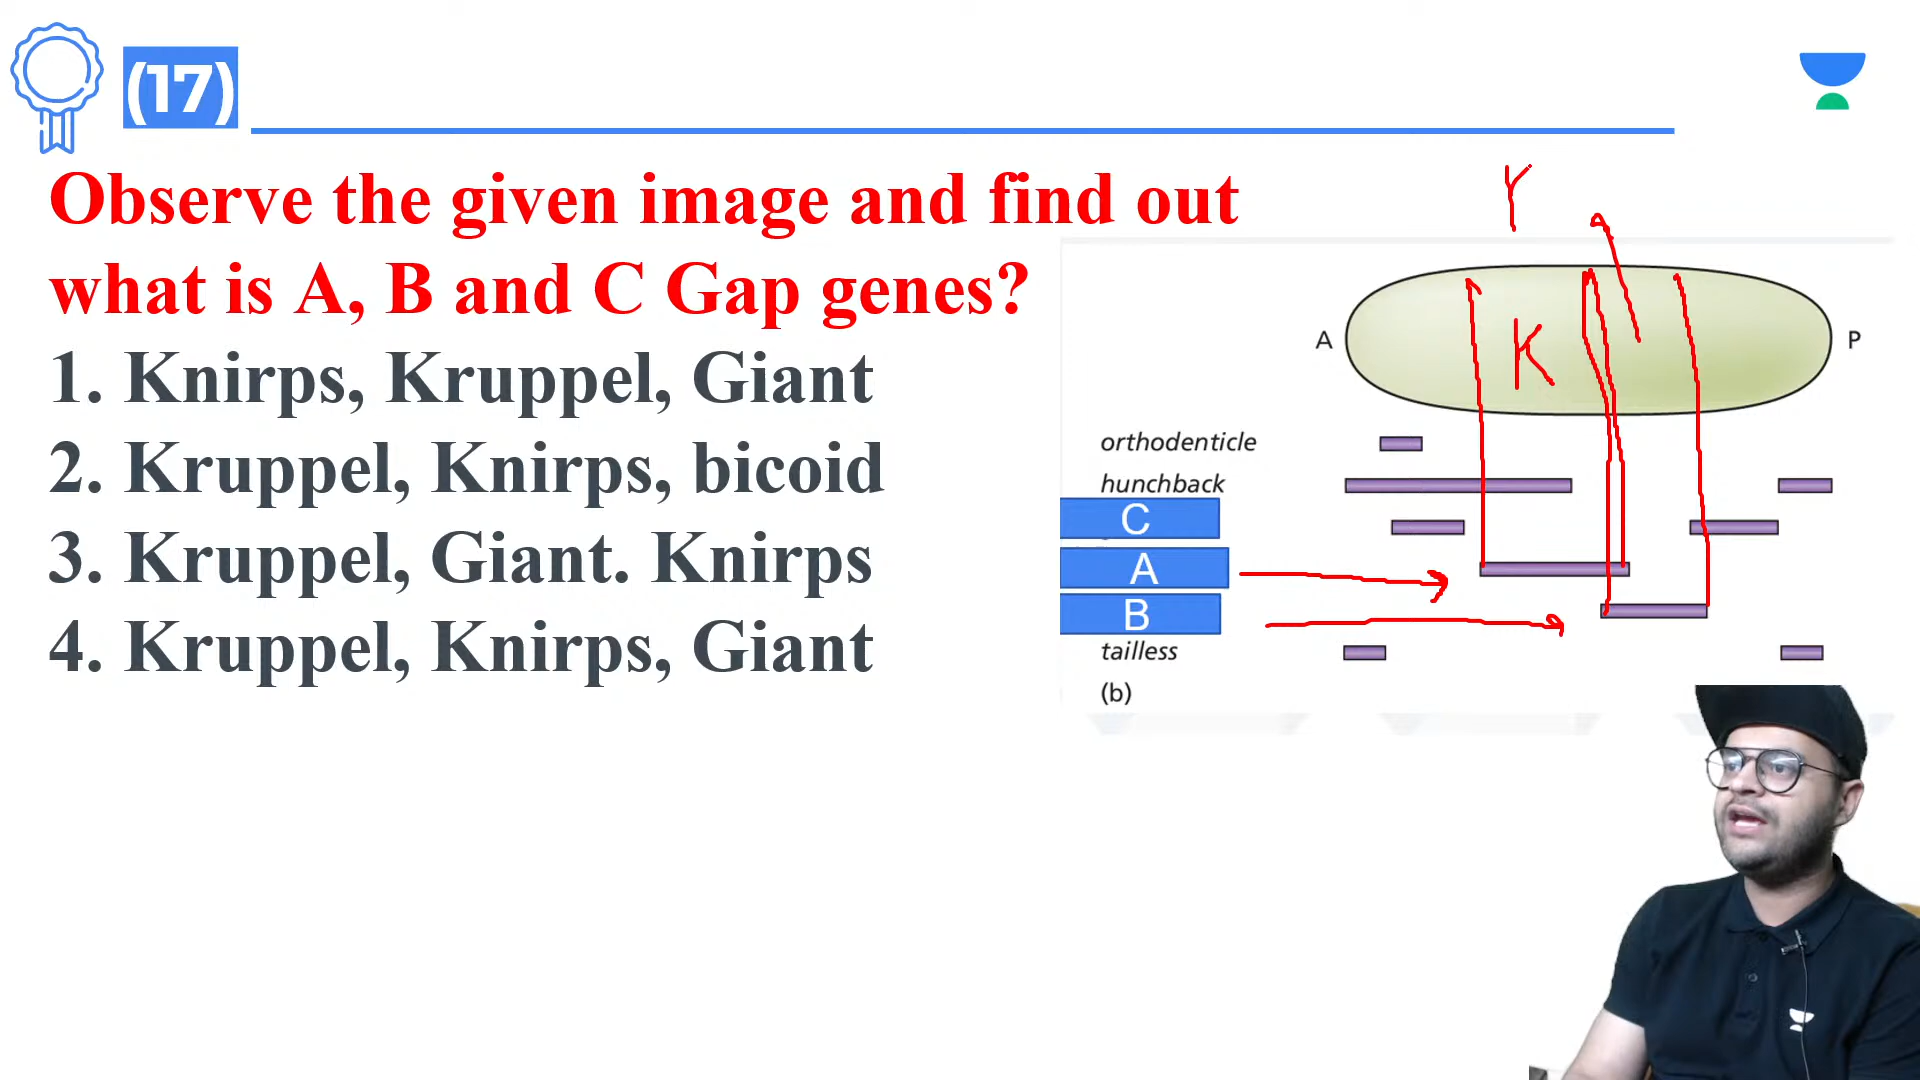 (17)
Observe the given image and find out
what is A, B and C Gap genes?
1. Knirps, Kruppel, Giant
2. Kruppel, Knirps, bicoid
3. Kruppel, Giant. Knirps
4. Kruppel, Knirps, Giant
Y
K
A
P
orthodenticle
hunchback
C
A
B
tailless
(b)